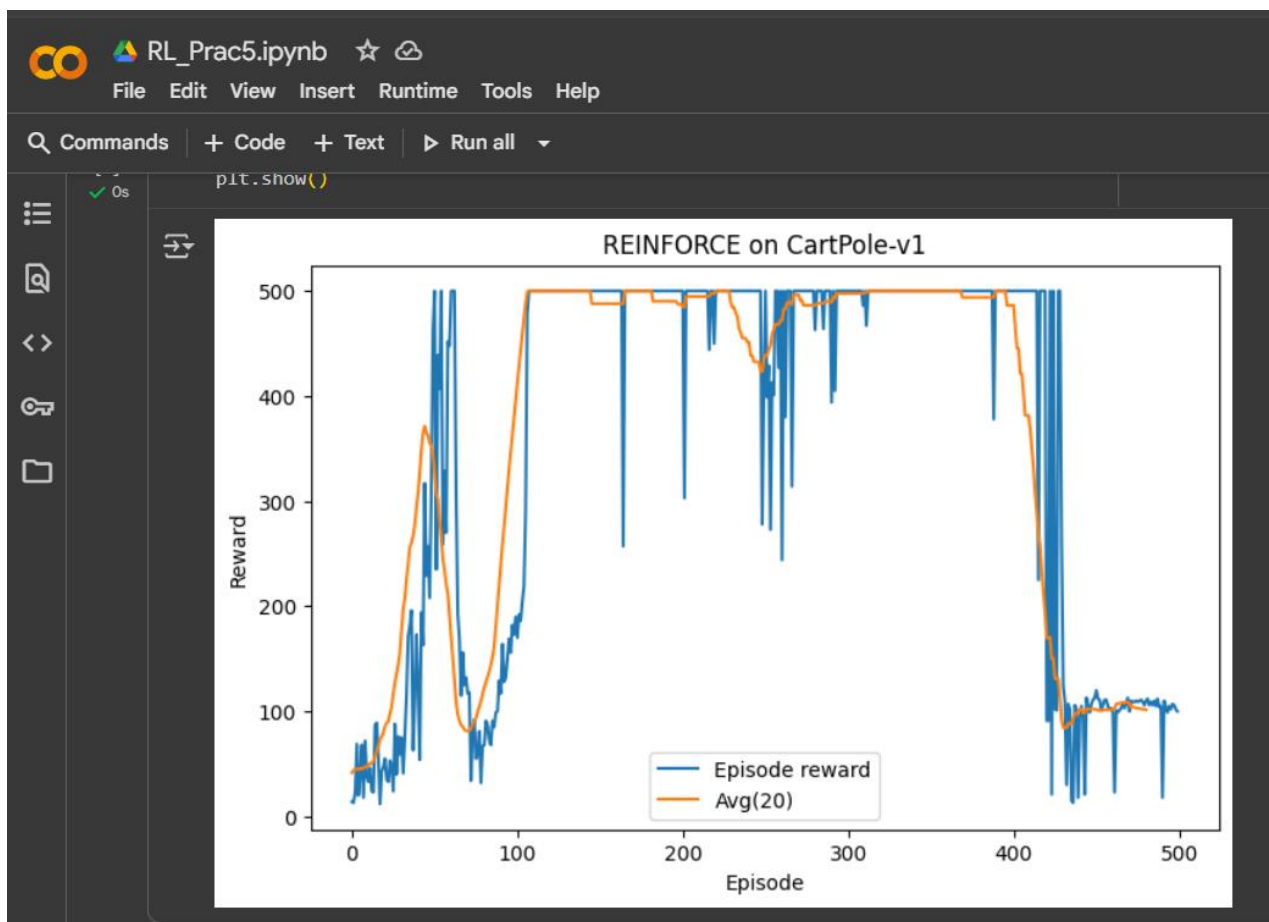 RL_Prac5.ipynb
File Edit View Insert Runtime Tools Help
Commands + Code + Text Run all
0s
plt.show()
REINFORCE on CartPole-v1
500
400
300
200
100
0
Reward
Episode reward
Avg(20)
0 100 200 300 400 500
Episode